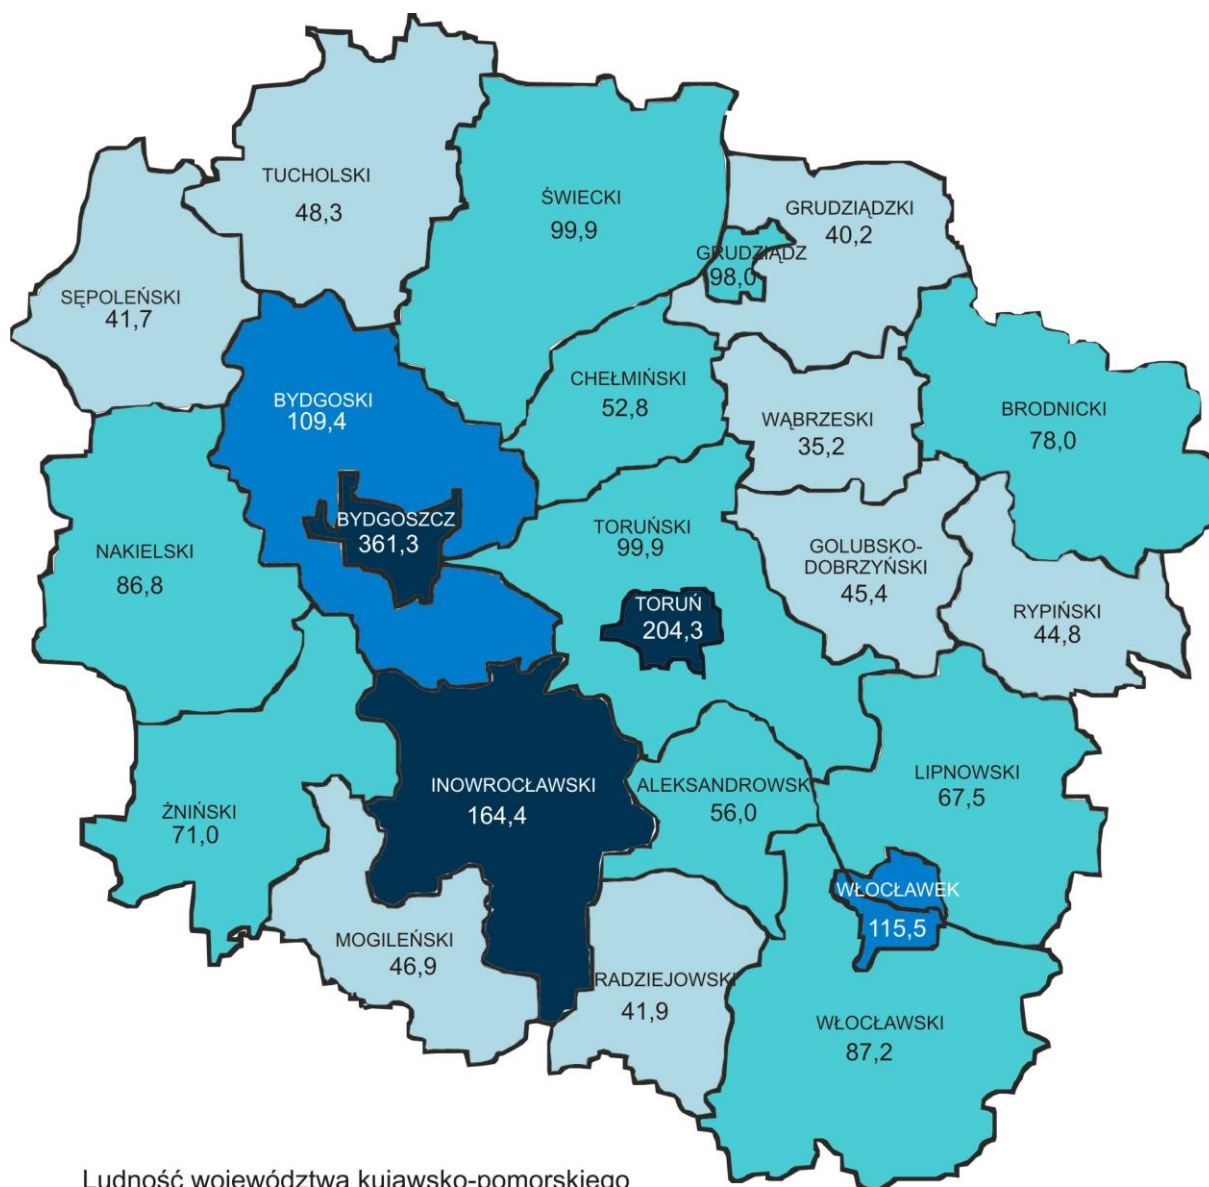 TUCHOLSKI
48,3
ŚWIECKI
99,9
GRUDZIĄDZKI
40,2
GRUDZIĄDZ
98,0
SĘPOLEŃSKI
41,7
BYDGOSKI
109,4
CHEŁMIŃSKI
52,8
WĄBRZESKI
35,2
BRODNICKI
78,0
BYDGOSZCZ
361,3
NAKIELSKI
86,8
TORUŃSKI
99,9
GOLUBSKO-
DOBRZYŃSKI
45,4
TORUŃ
204,3
RYPIŃSKI
44,8
INOWROCŁAWSKI
164,4
ALEKSANDROWSK
56,0
LIPNOWSKI
67,5
ŻNIŃSKI
71,0
WŁOCŁAWEK
115,5
MOGILEŃSKI
46,9
RADZIEJOWSKI
41,9
WŁOCŁAWSKI
87,2
Ludność województwa kujawsko-pomorskiego